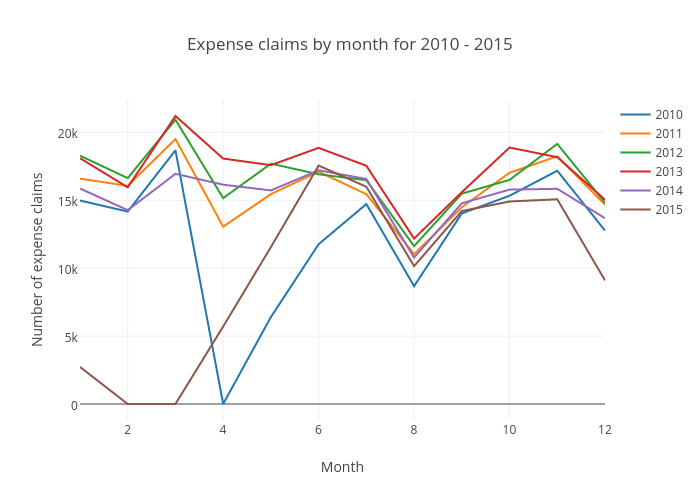 Expense claims by month for 2010 - 2015
Number of expense claims
20k
15k
10k
5k
0
2
4
6
8
10
12
Month
2010
2011
2012
2013
2014
2015